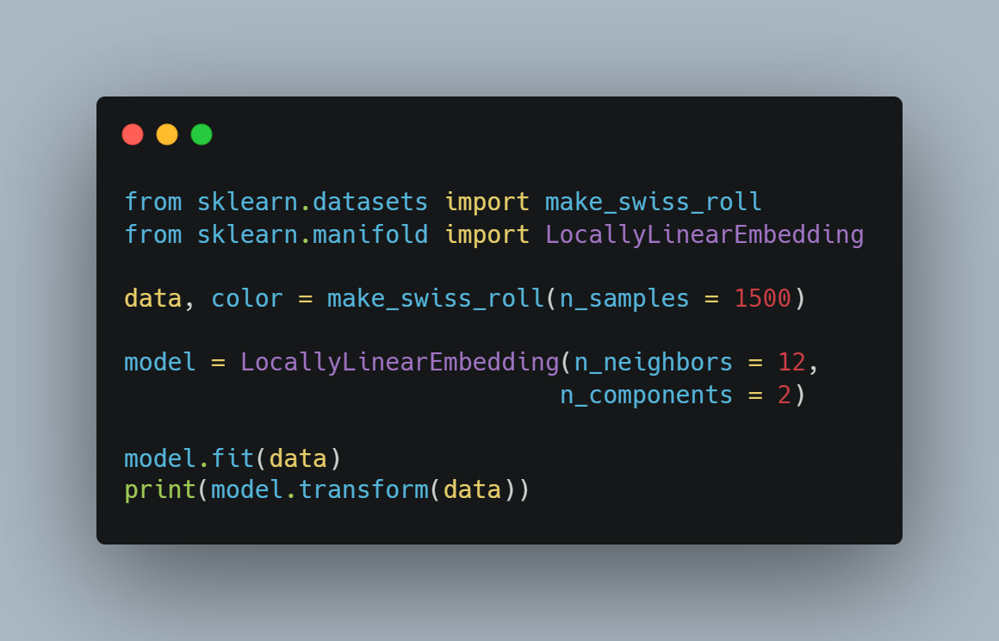 from sklearn.datasets import make_swiss_roll
from sklearn.manifold import LocallyLinearEmbedding

data, color = make_swiss_roll(n_samples = 1500)

model = LocallyLinearEmbedding(n_neighbors = 12,
                              n_components = 2)

model.fit(data)
print(model.transform(data))